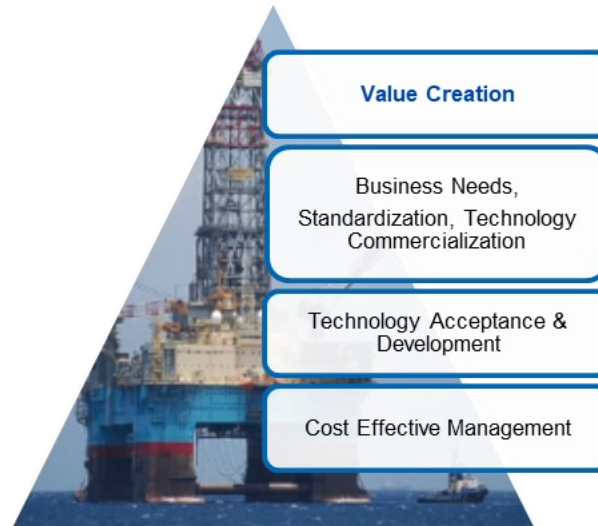 Value Creation
Business Needs,
Standardization, Technology
Commercialization
Technology Acceptance &
Development
Cost Effective Management